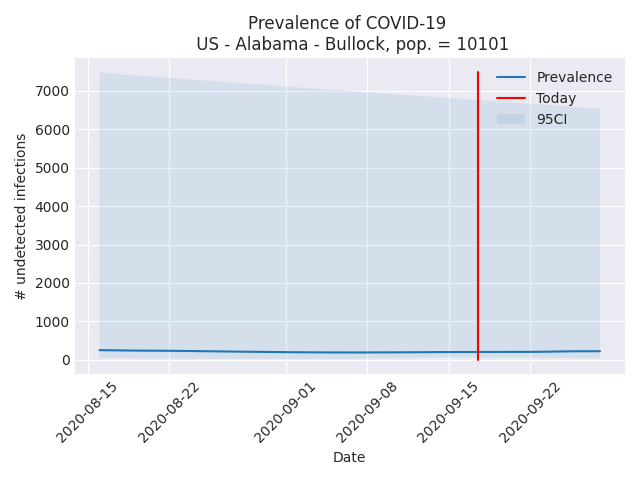 Prevalence of COVID-19
US - Alabama - Bullock, pop. = 10101
Prevalence
Today
95CI
7000
6000
5000
4000
3000
2000
1000
0
# undetected infections
2020-08-15
2020-08-22
2020-09-01
2020-09-08
2020-09-15
2020-09-22
Date